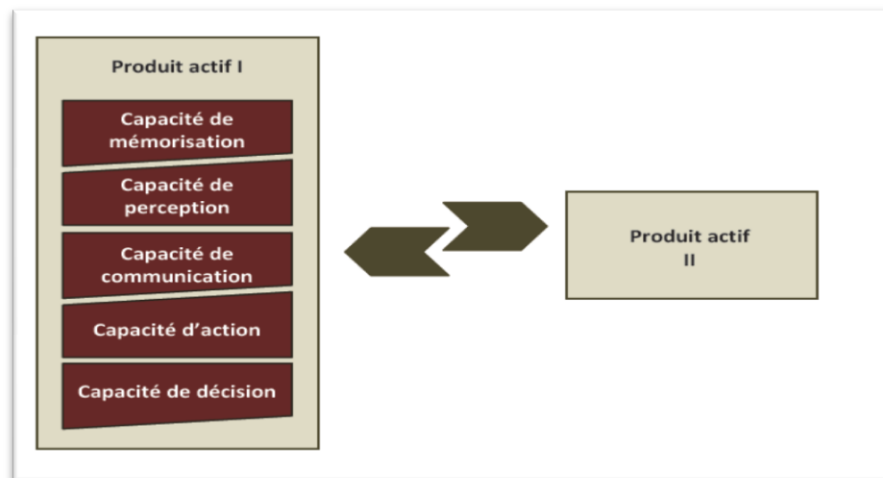 Produit actif I
Capacité de
mémorisation
Capacité de
perception
Capacité de
communication
Capacité d’action
Capacité de décision
Produit actif
II